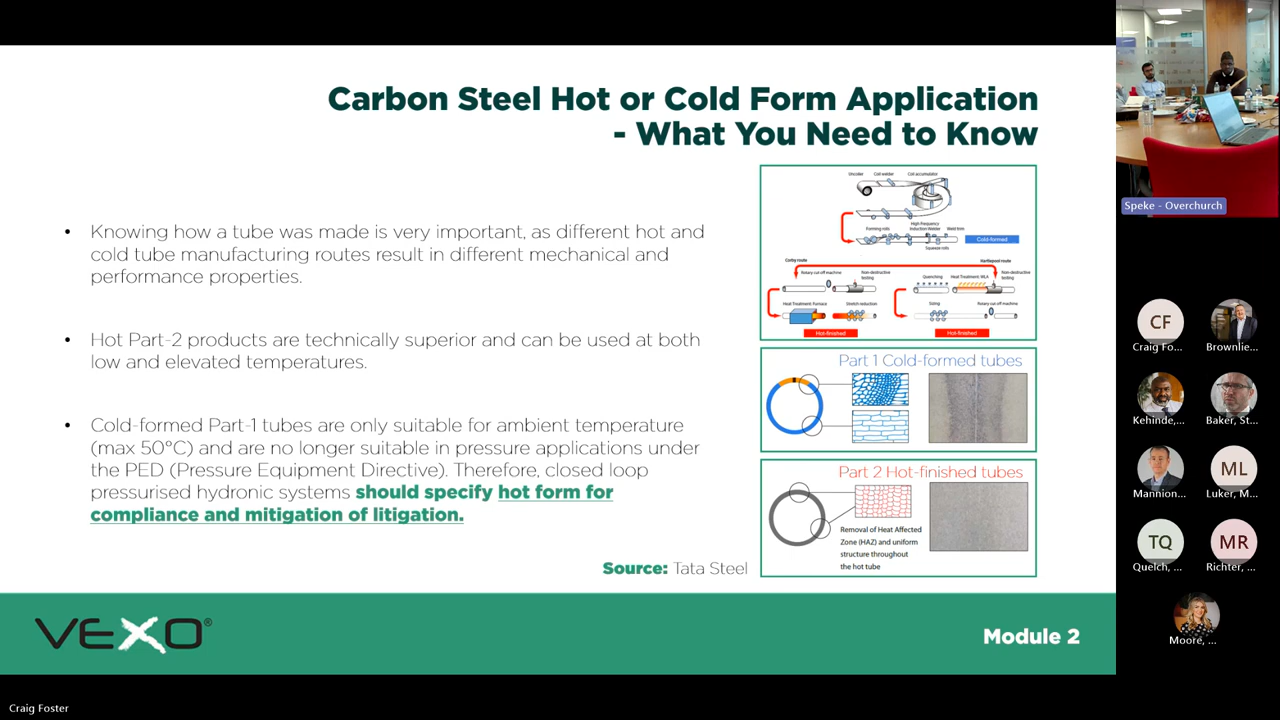 Carbon Steel Hot or Cold Form Application
- What You Need to Know
• Knowing how a tube was made is very important, as different hot and
cold tube manufacturing routes result in different mechanical and
performance properties.
• Hot Part-2 products are technically superior and can be used at both
low and elevated temperatures.
• Cold-formed Part-1 tubes are only suitable for ambient temperature
(max 50°C) and are no longer suitable in pressure applications under
the PED (Pressure Equipment Directive). Therefore, closed loop
pressurised hydronic systems should specify hot form for
compliance and mitigation of litigation.
Source: Tata Steel
Uncoiler Coil welder Coil accumulator
Forming rolls
High Frequency
Induction Welder
Weld trim
Squeeze rolls
Cold-formed
Corby route
Hartlepool route
Rotary cut off machine
Non-destructive
testing
Quenching
Heat Treatment MLA
Non-destructive
testing
Heat Treatment Furnace
Stretch reduction
Sizing
Rotary cut off machine
Hot-finished
Hot-finished
Part 1 Cold-formed tubes
Part 2 Hot-finished tubes
Removal of Heat Affected
Zone (HAZ) and uniform
structure throughout
the hot tube
VEXO®
Module 2
Craig Foster
Speke - Overchurch
CF
Craig Fo...
Brownlie...
Kehinde,...
Baker, St...
Mannion...
ML
Luker, M...
TQ
Quelch, ...
MR
Richter, ...
Moore, ...